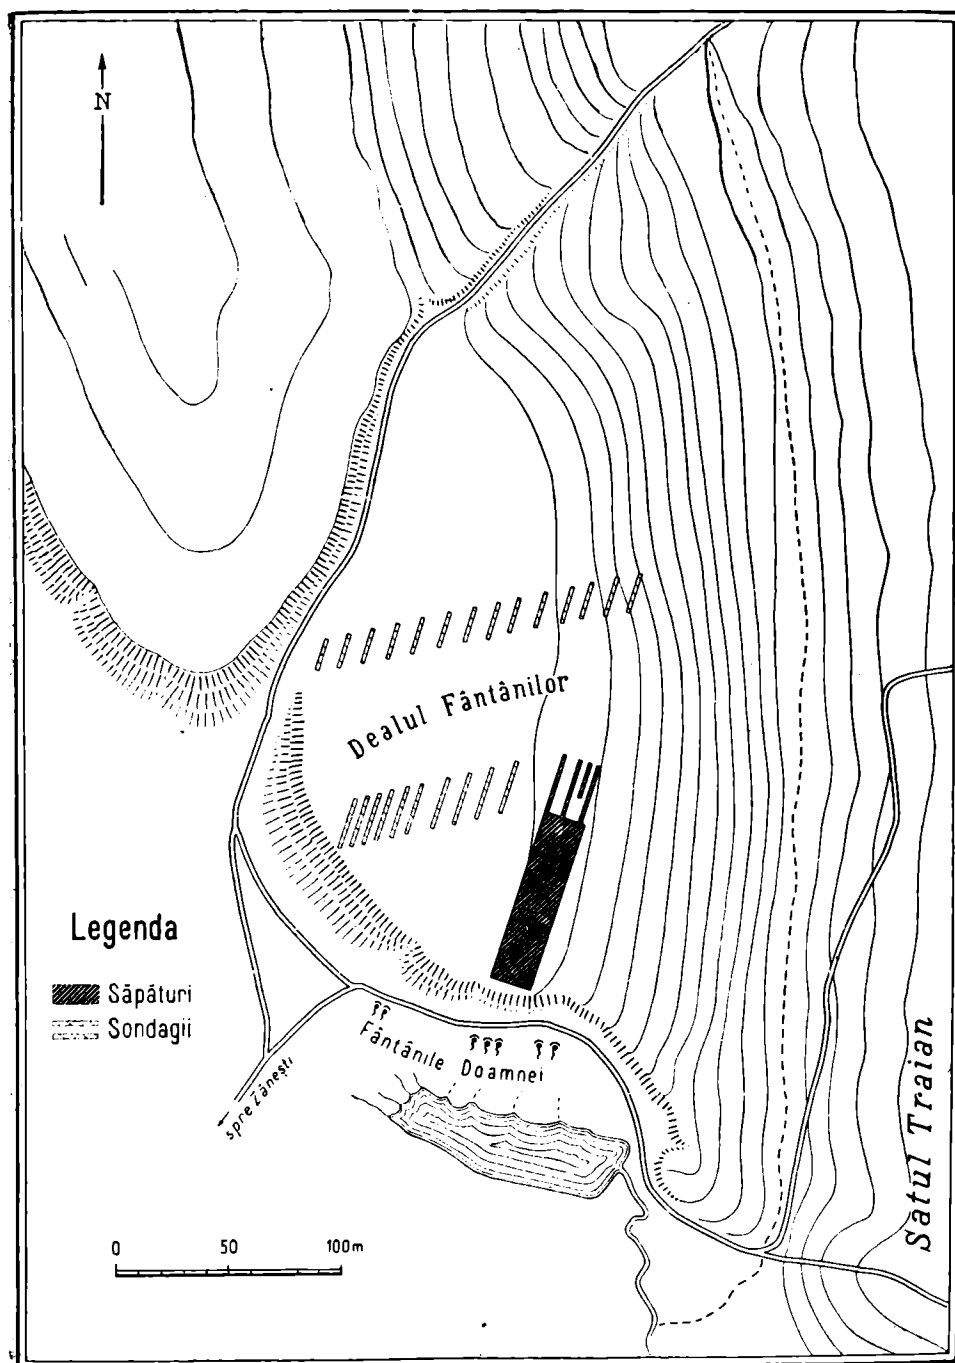 N
Dealul Fântânilor
Legenda
Săpături
Sondagii
Fântânile Doamnei
spre Zănești
Satul Traian
0 50 100m